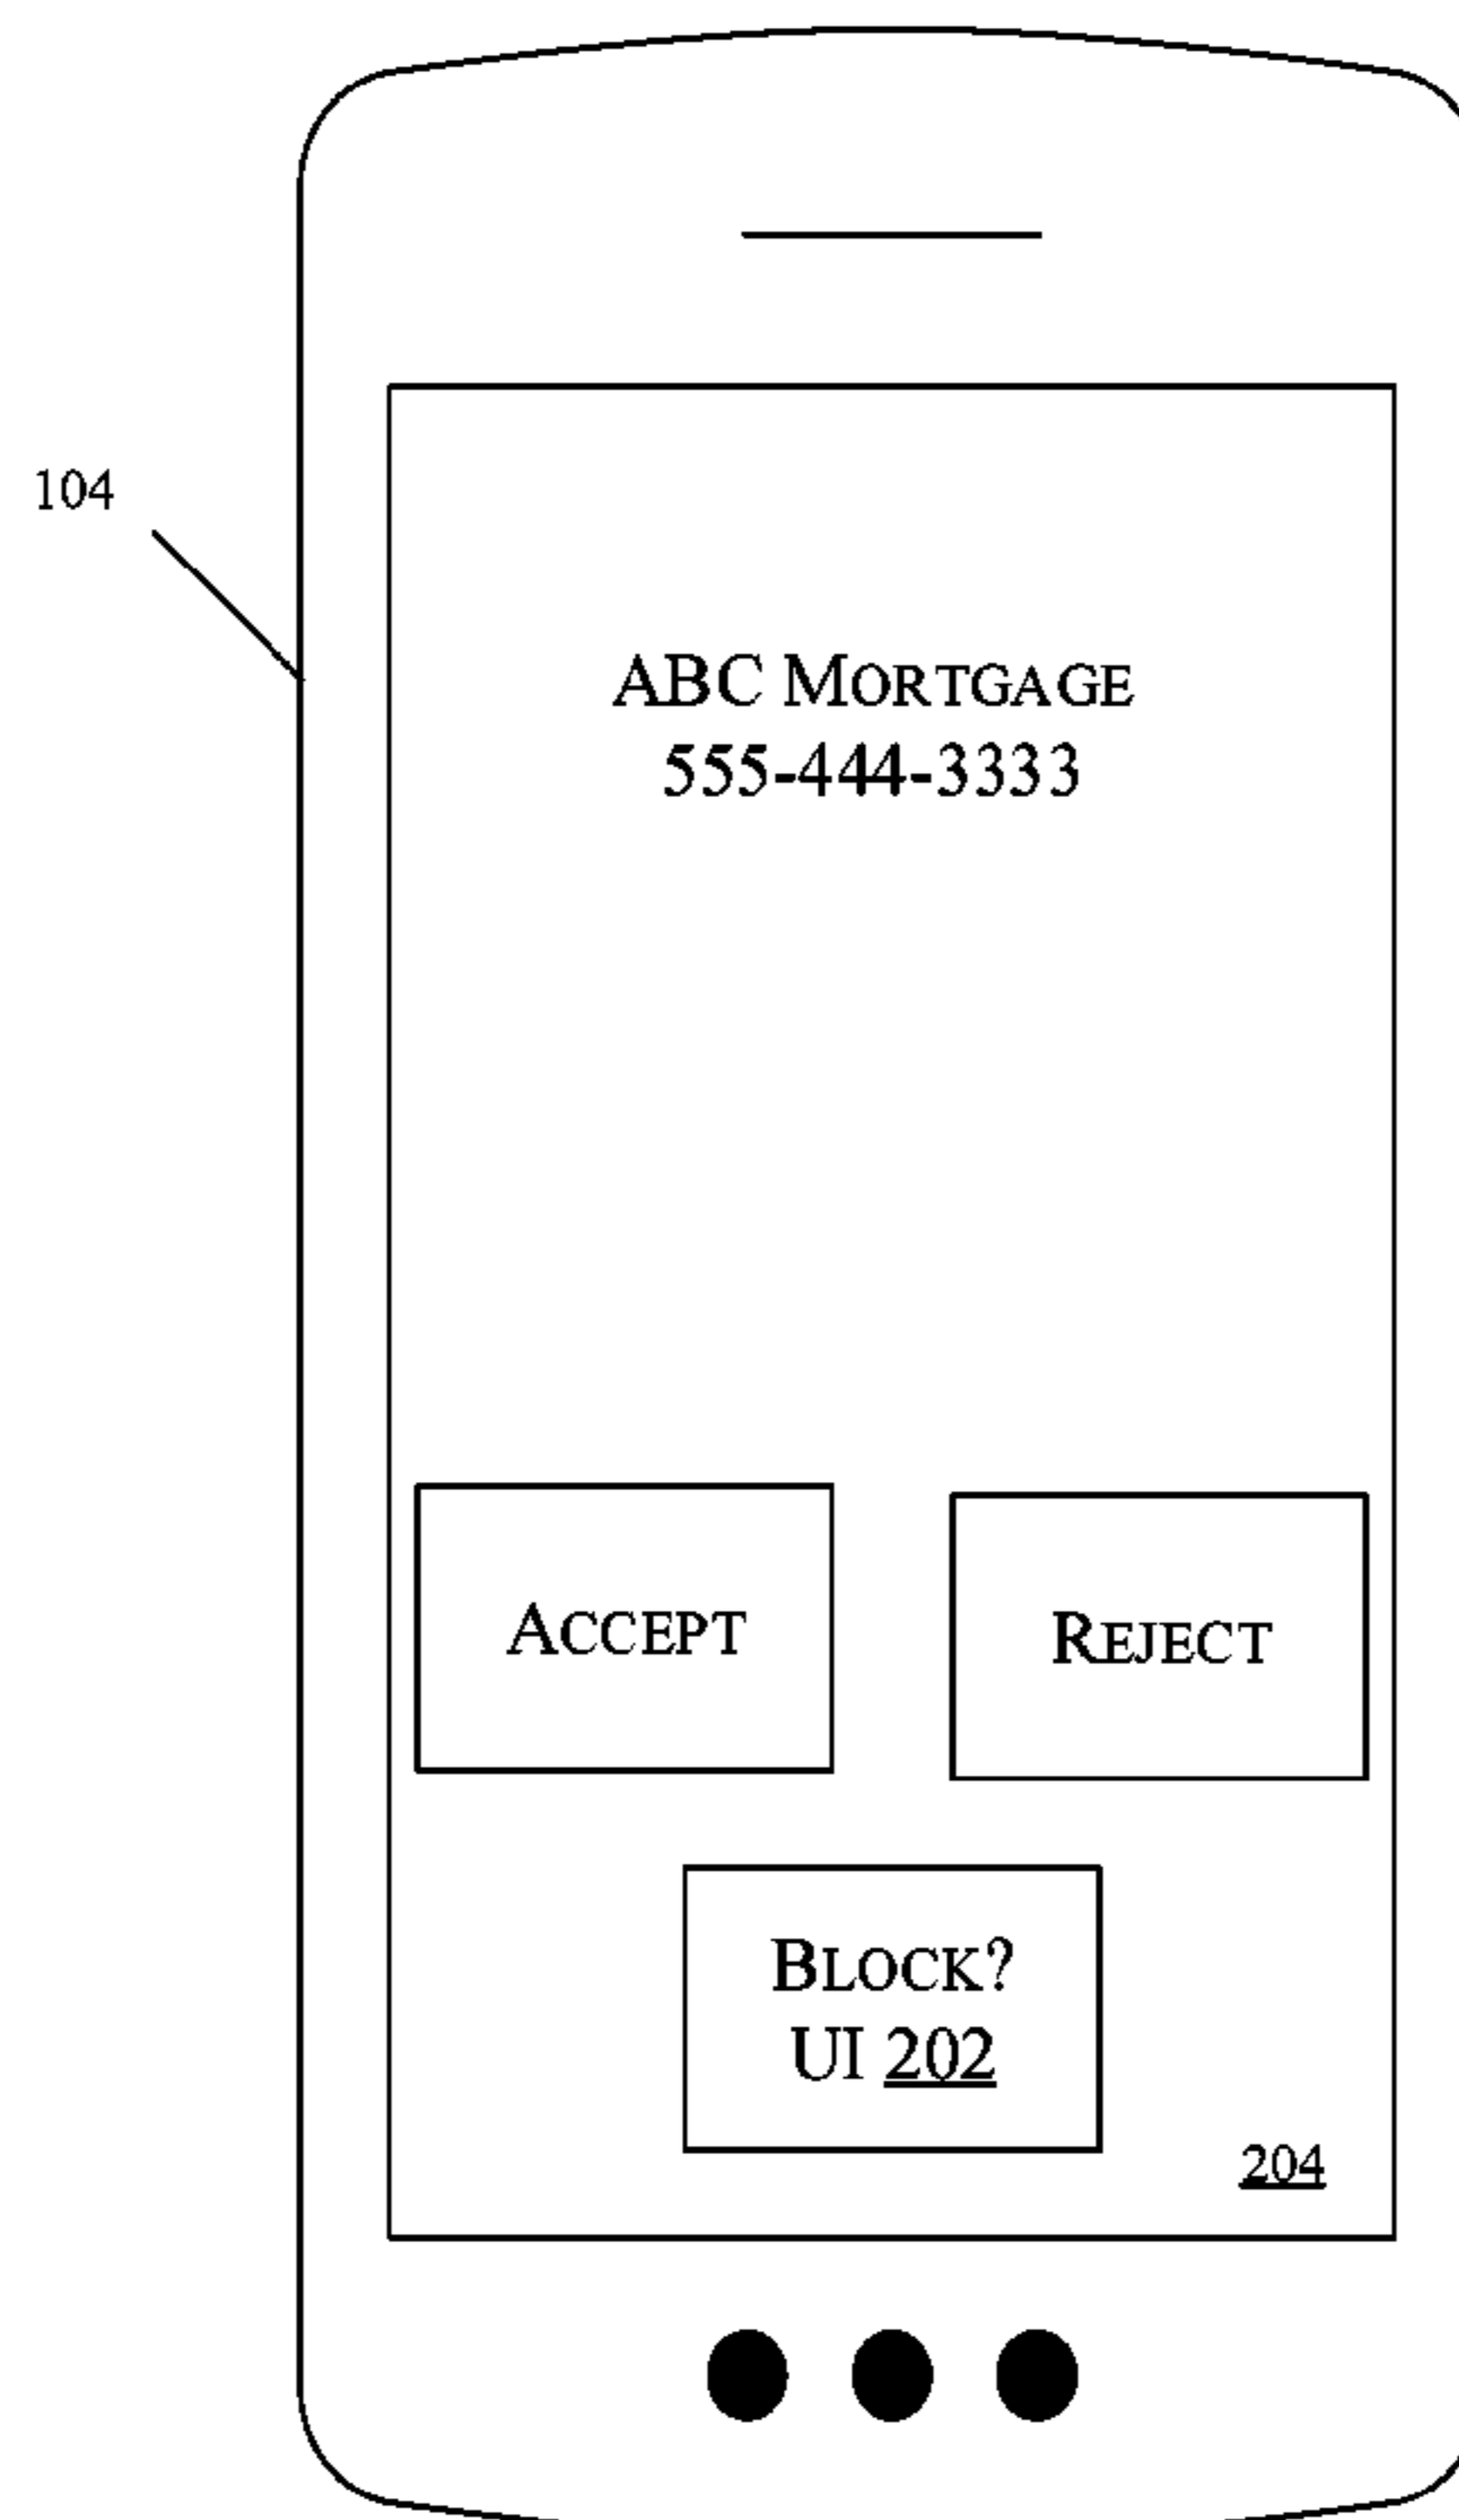 104
ABC MORTGAGE
555-444-3333
ACCEPT
REJECT
BLOCK?
UI 202
204